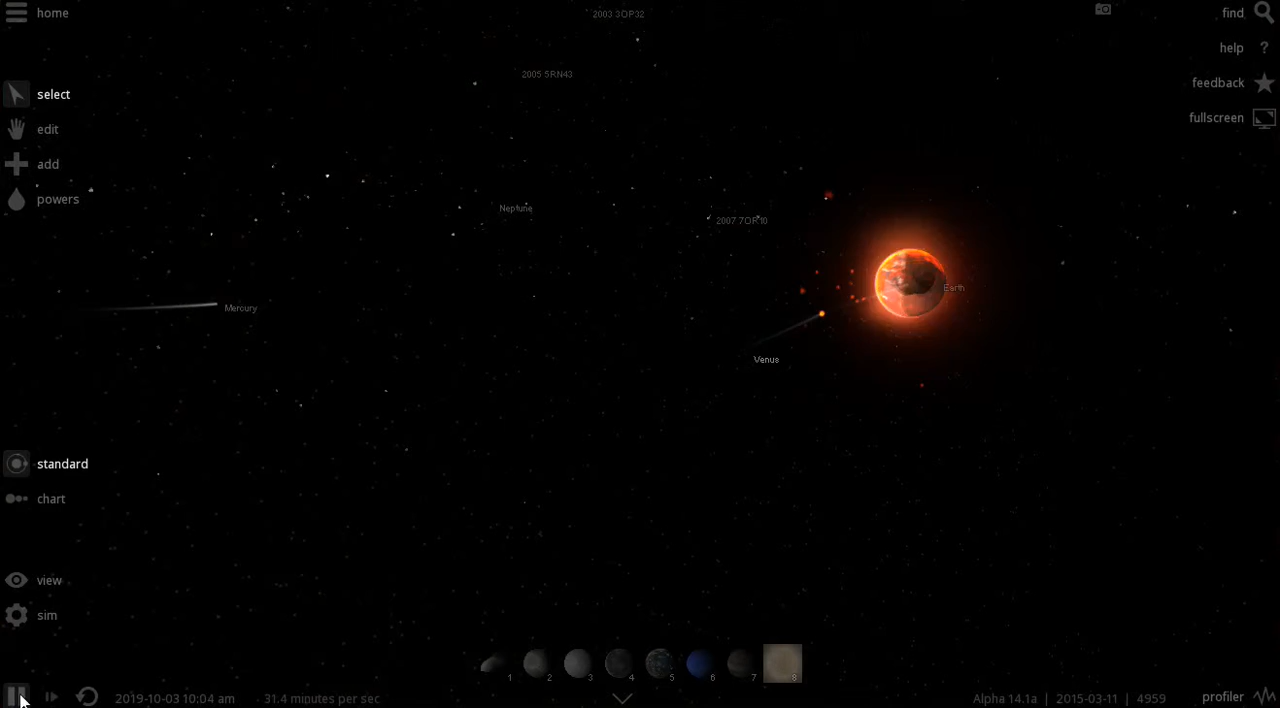 home
2003 3OP32
find
help ?
2005 5RN43
feedback
select
fullscreen
edit
add
powers
Neptune
2007 7OR10
Earth
Mercury
Venus
standard
chart
view
sim
1 2 3 4 5 6 7 8
2019-10-03 10:04 am 31.4 minutes per sec
Alpha 14.1a | 2015-03-11 | 4959 profiler